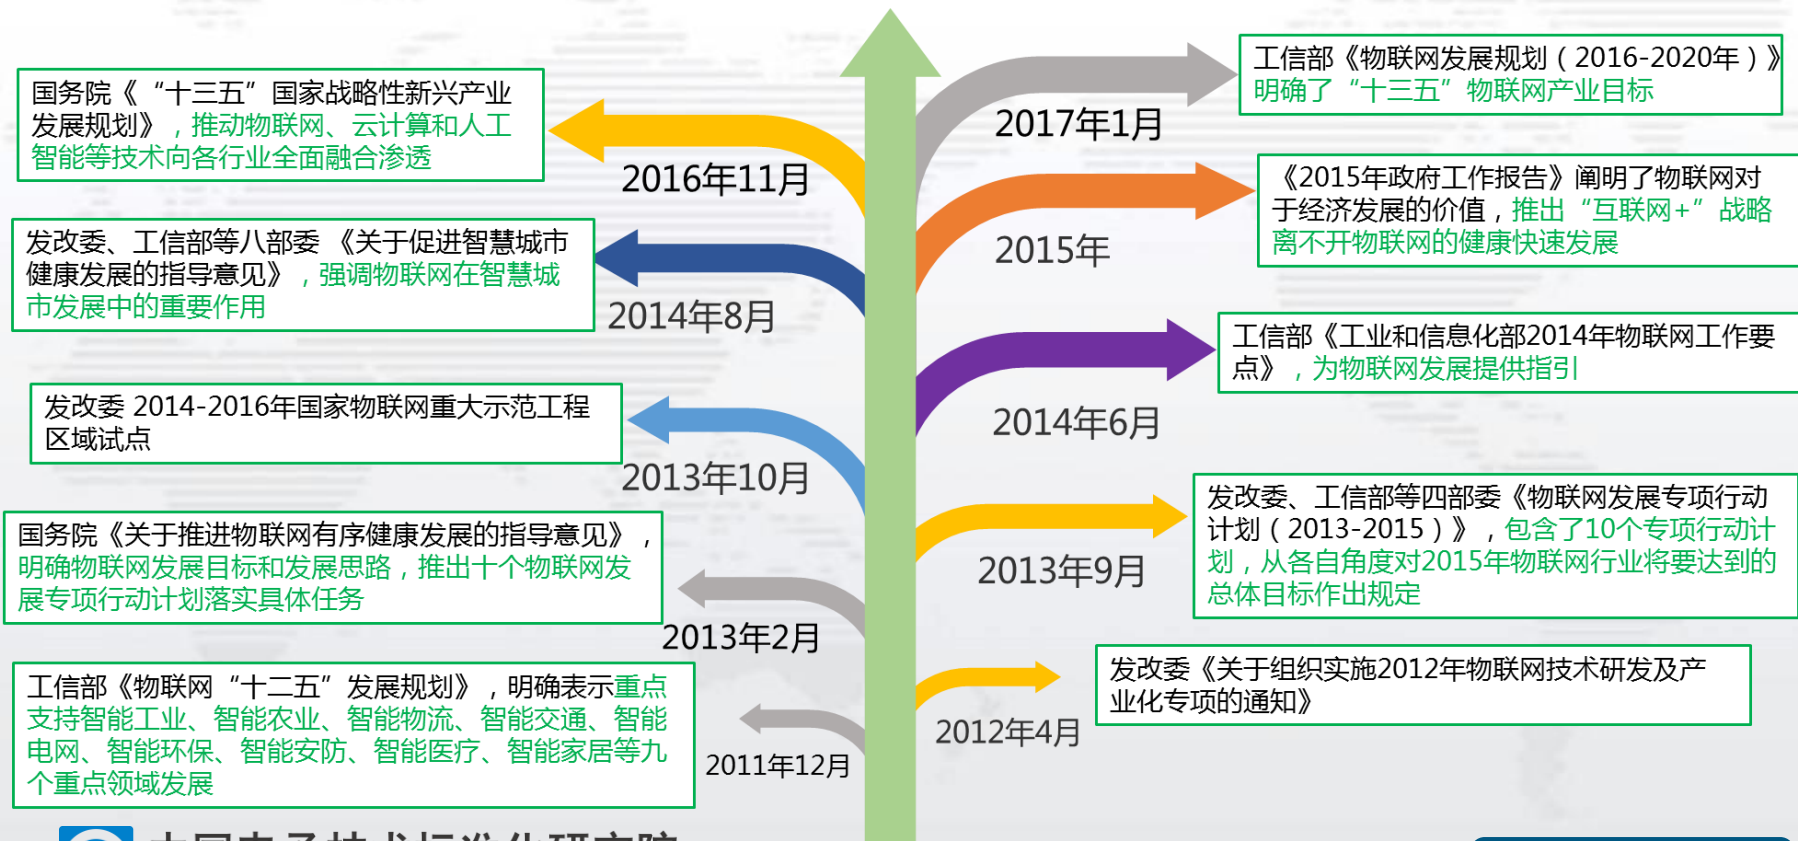 国务院《“十三五”国家战略性新兴产业
发展规划》，推动物联网、云计算和人工
智能等技术向各行业全面融合渗透
2016年11月
发改委、工信部等八部委 《关于促进智慧城市
健康发展的指导意见》，强调物联网在智慧城
市发展中的重要作用
2014年8月
发改委 2014-2016年国家物联网重大示范工程
区域试点
2013年10月
国务院《关于推进物联网有序健康发展的指导意见》，
明确物联网发展目标和发展思路，推出十个物联网发
展专项行动计划落实具体任务
2013年2月
工信部《物联网“十二五”发展规划》，明确表示重点
支持智能工业、智能农业、智能物流、智能交通、智能
电网、智能环保、智能安防、智能医疗、智能家居等九
个重点领域发展
2011年12月
工信部《物联网发展规划（2016-2020年）》
明确了“十三五”物联网产业目标
2017年1月
《2015年政府工作报告》阐明了物联网对
于经济发展的价值，推出“互联网+”战略
离不开物联网的健康快速发展
2015年
工信部《工业和信息化部2014年物联网工作要
点》，为物联网发展提供指引
2014年6月
发改委、工信部等四部委《物联网发展专项行动
计划（2013-2015）》，包含了10个专项行动计
划，从各自角度对2015年物联网行业将要达到的
总体目标作出规定
2013年9月
发改委《关于组织实施2012年物联网技术研发及产
业化专项的通知》
2012年4月
中国电子技术标准化研究院